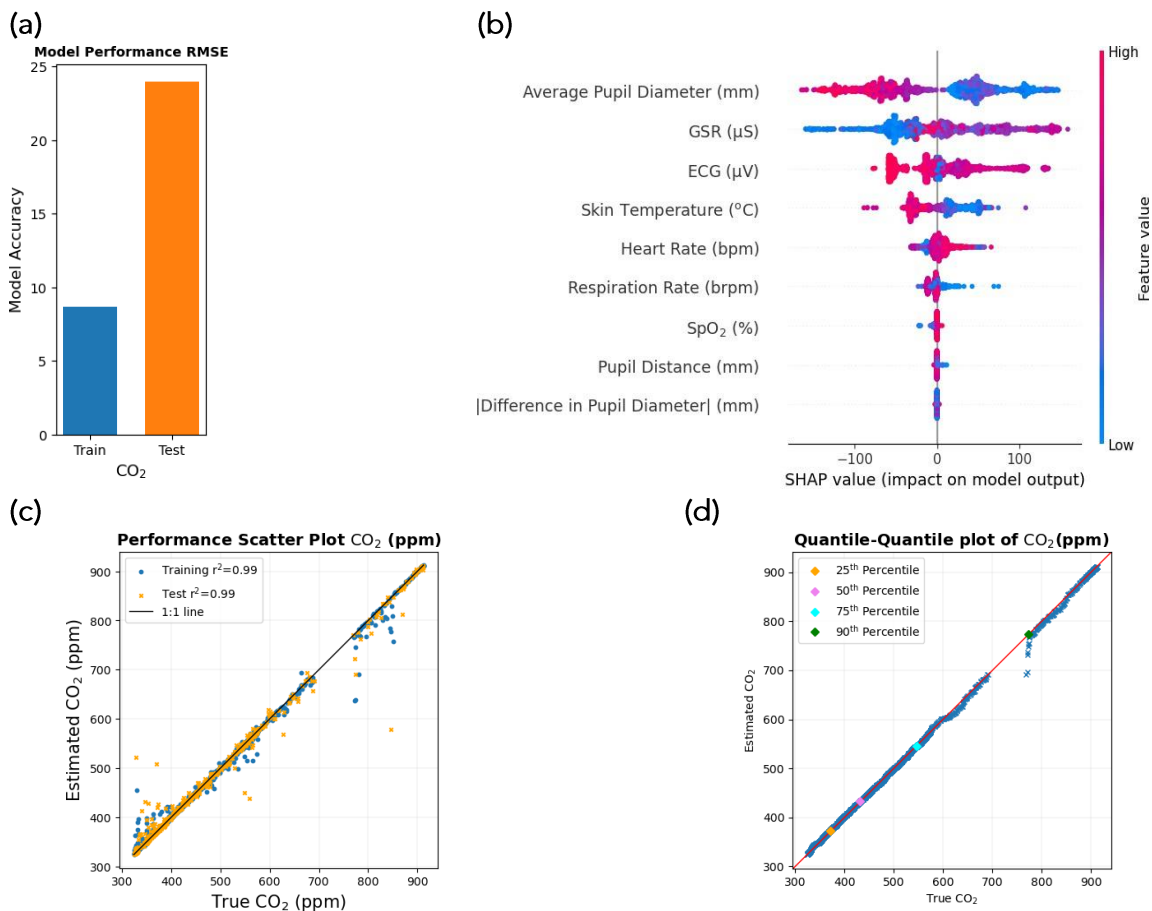 (a)
Model Performance RMSE
25
20
15
10
5
0
Model Accuracy
Train
Test
CO₂
(b)
Average Pupil Diameter (mm)
GSR (µS)
ECG (µV)
Skin Temperature (°C)
Heart Rate (bpm)
Respiration Rate (brpm)
SpO₂ (%)
Pupil Distance (mm)
|Difference in Pupil Diameter| (mm)
−100
0
100
SHAP value (impact on model output)
High
Feature value
Low
(c)
Performance Scatter Plot CO₂ (ppm)
Training r²=0.99
Test r²=0.99
1:1 line
900
800
700
600
500
400
300
Estimated CO₂ (ppm)
300
400
500
600
700
800
900
True CO₂ (ppm)
(d)
Quantile-Quantile plot of CO₂(ppm)
25th Percentile
50th Percentile
75th Percentile
90th Percentile
900
800
700
600
500
400
300
Estimated CO₂
300
400
500
600
700
800
900
True CO₂